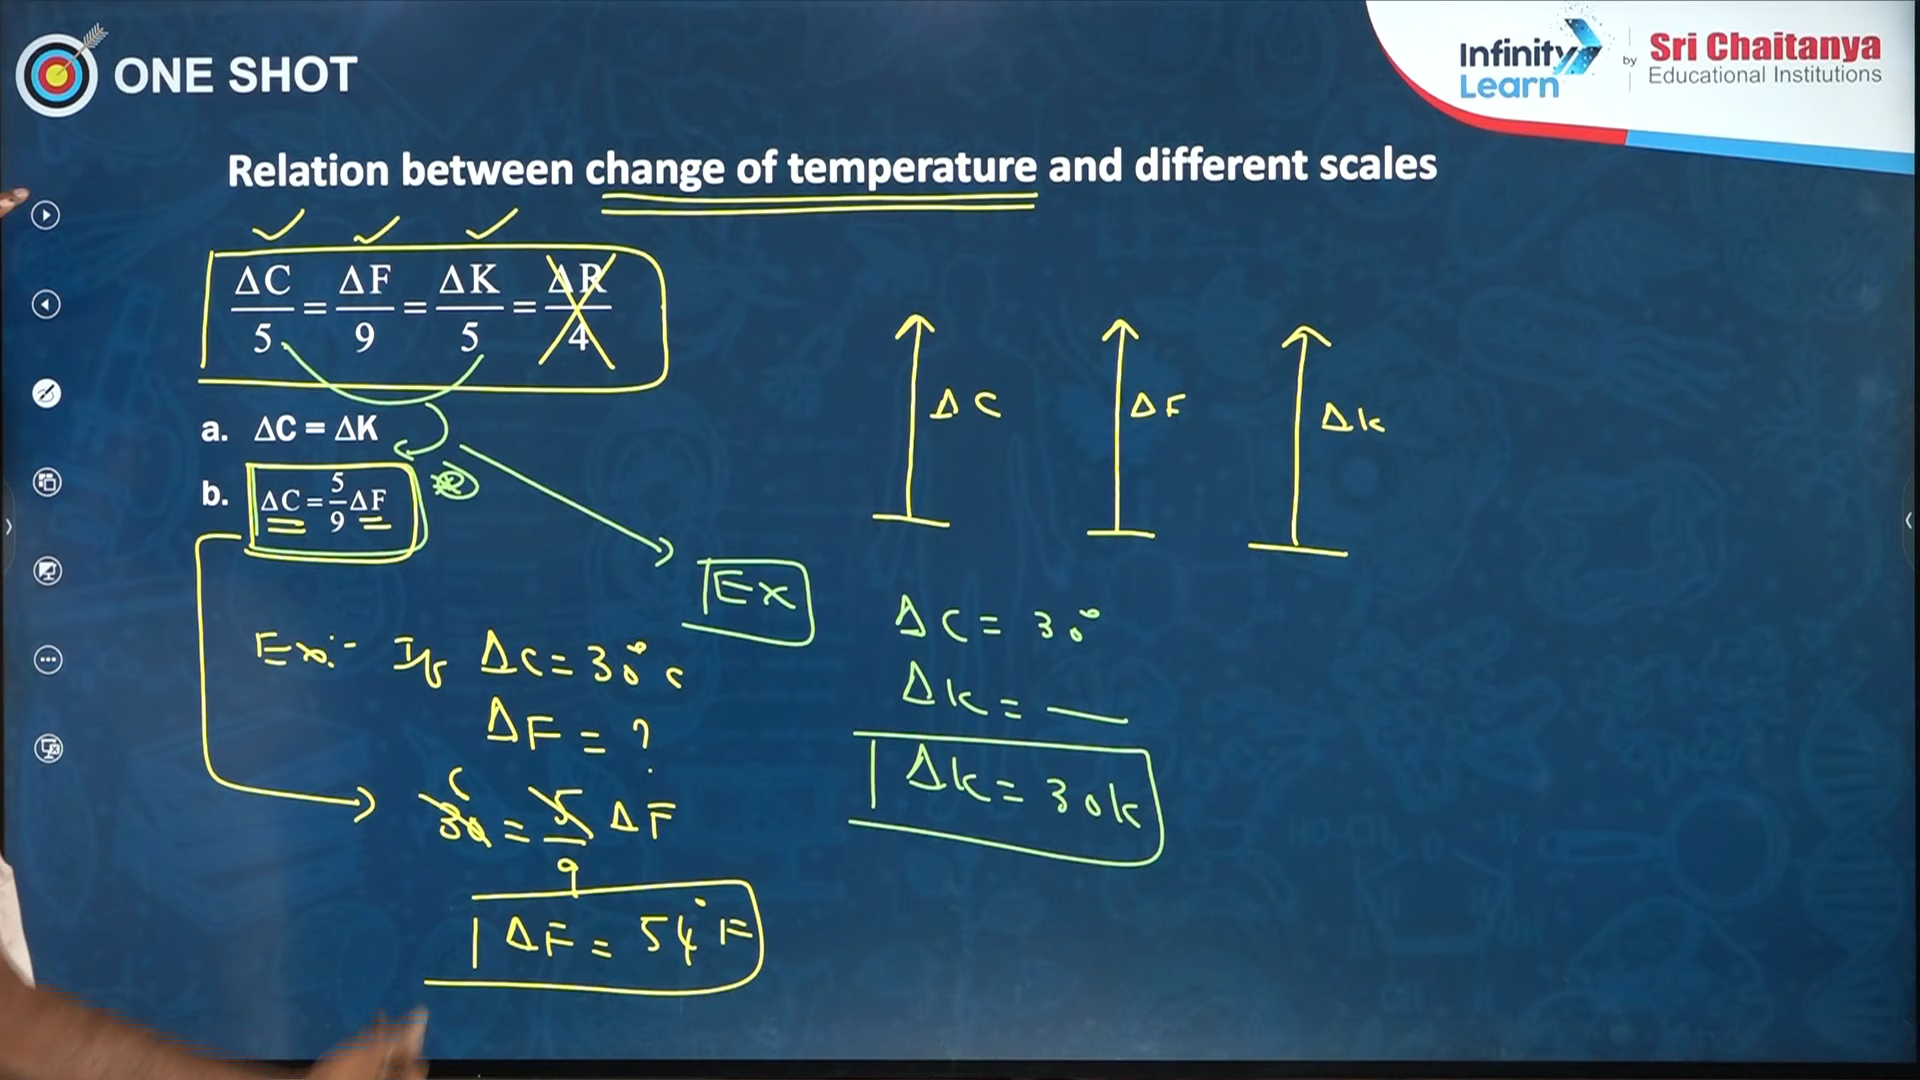 ONE SHOT
Infinity Learn by Sri Chaitanya Educational Institutions
Relation between change of temperature and different scales
ΔC/5 = ΔF/9 = ΔK/5 = ΔR/4
a. ΔC = ΔK
b. ΔC = 5/9 ΔF
Ex:- If ΔC = 30°C
ΔF = ?
6
30 = 5/9 ΔF
ΔF = 54°F
ΔC
ΔF
ΔK
Ex
ΔC = 30°
ΔK = __
ΔK = 30K